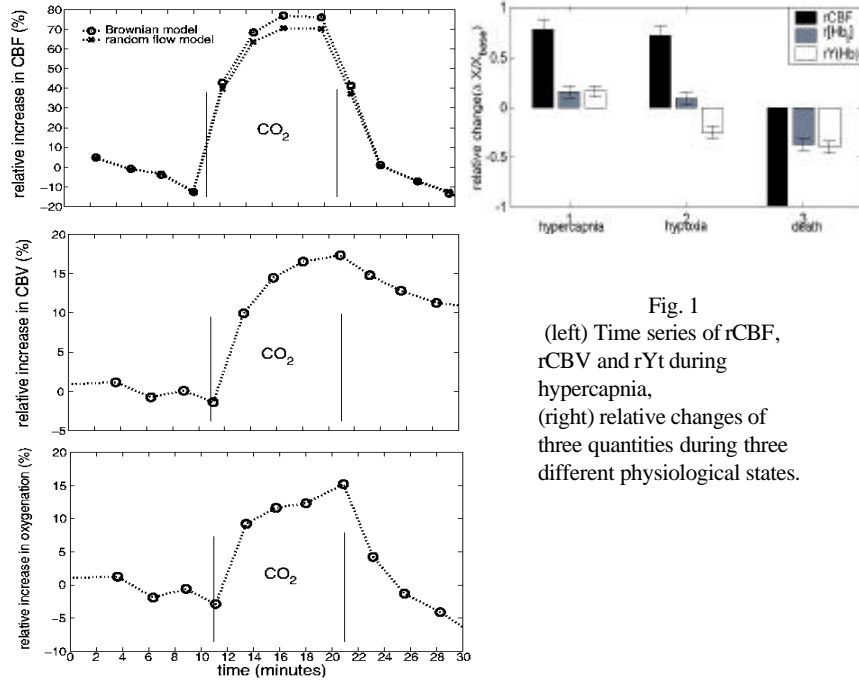 relative increase in CBF (%)
80
70
60
50
40
30
20
10
0
-10
-20
Brownian model
random flow model
CO2
relative increase in CBV (%)
20
15
10
5
0
-5
CO2
relative increase in oxygenation (%)
20
15
10
5
0
-5
-10
CO2
0 2 4 6 8 10 12 14 16 18 20 22 24 26 28 30
time (minutes)
relative change(Δ X/Xbase)
1
0.5
0
-0.5
-1
rCBF
r[Hbt]
rY(Hb)
1 2 3
hypercapnia hypoxia death
Fig. 1
(left) Time series of rCBF,
rCBV and rYt during
hypercapnia,
(right) relative changes of
three quantities during three
different physiological states.